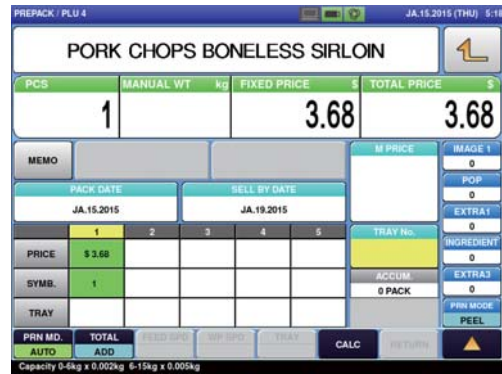 PREPACK / PLU 4 JA.15.2015 (THU) 5:18
PORK CHOPS BONELESS SIRLOIN
PCS MANUAL WT kg FIXED PRICE $ TOTAL PRICE $
1 3.68 3.68
MEMO M PRICE IMAGE 1
0
PACK DATE SELL BY DATE POP
0
JA.15.2015 JA.19.2015 EXTRA1
0
1 2 3 4 5 TRAY No. INGREDIENT
0
PRICE $ 3.68
SYMB. 1 ACCUM. EXTRA3
0 PACK 0
TRAY PRN MODE
PEEL
PRN MD. TOTAL FEED SPD WP SPD TRAY CALC RETURN
AUTO ADD
Capacity 0-6kg x 0.002kg 6-15kg x 0.005kg